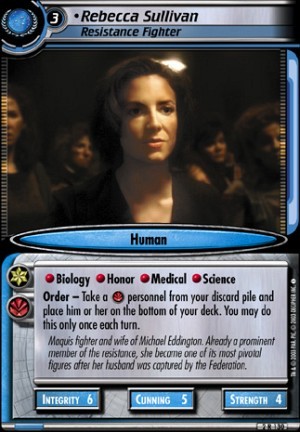 3
•Rebecca Sullivan
Resistance Fighter
Human
•Biology •Honor •Medical •Science
Order – Take a personnel from your discard pile and
place him or her on the bottom of your deck. You may do
this only once each turn.
Maquis fighter and wife of Michael Eddington. Already a prominent
member of the resistance, she became one of its most pivotal
figures after her husband was captured by the Federation.
INTEGRITY 6 CUNNING 5 STRENGTH 4